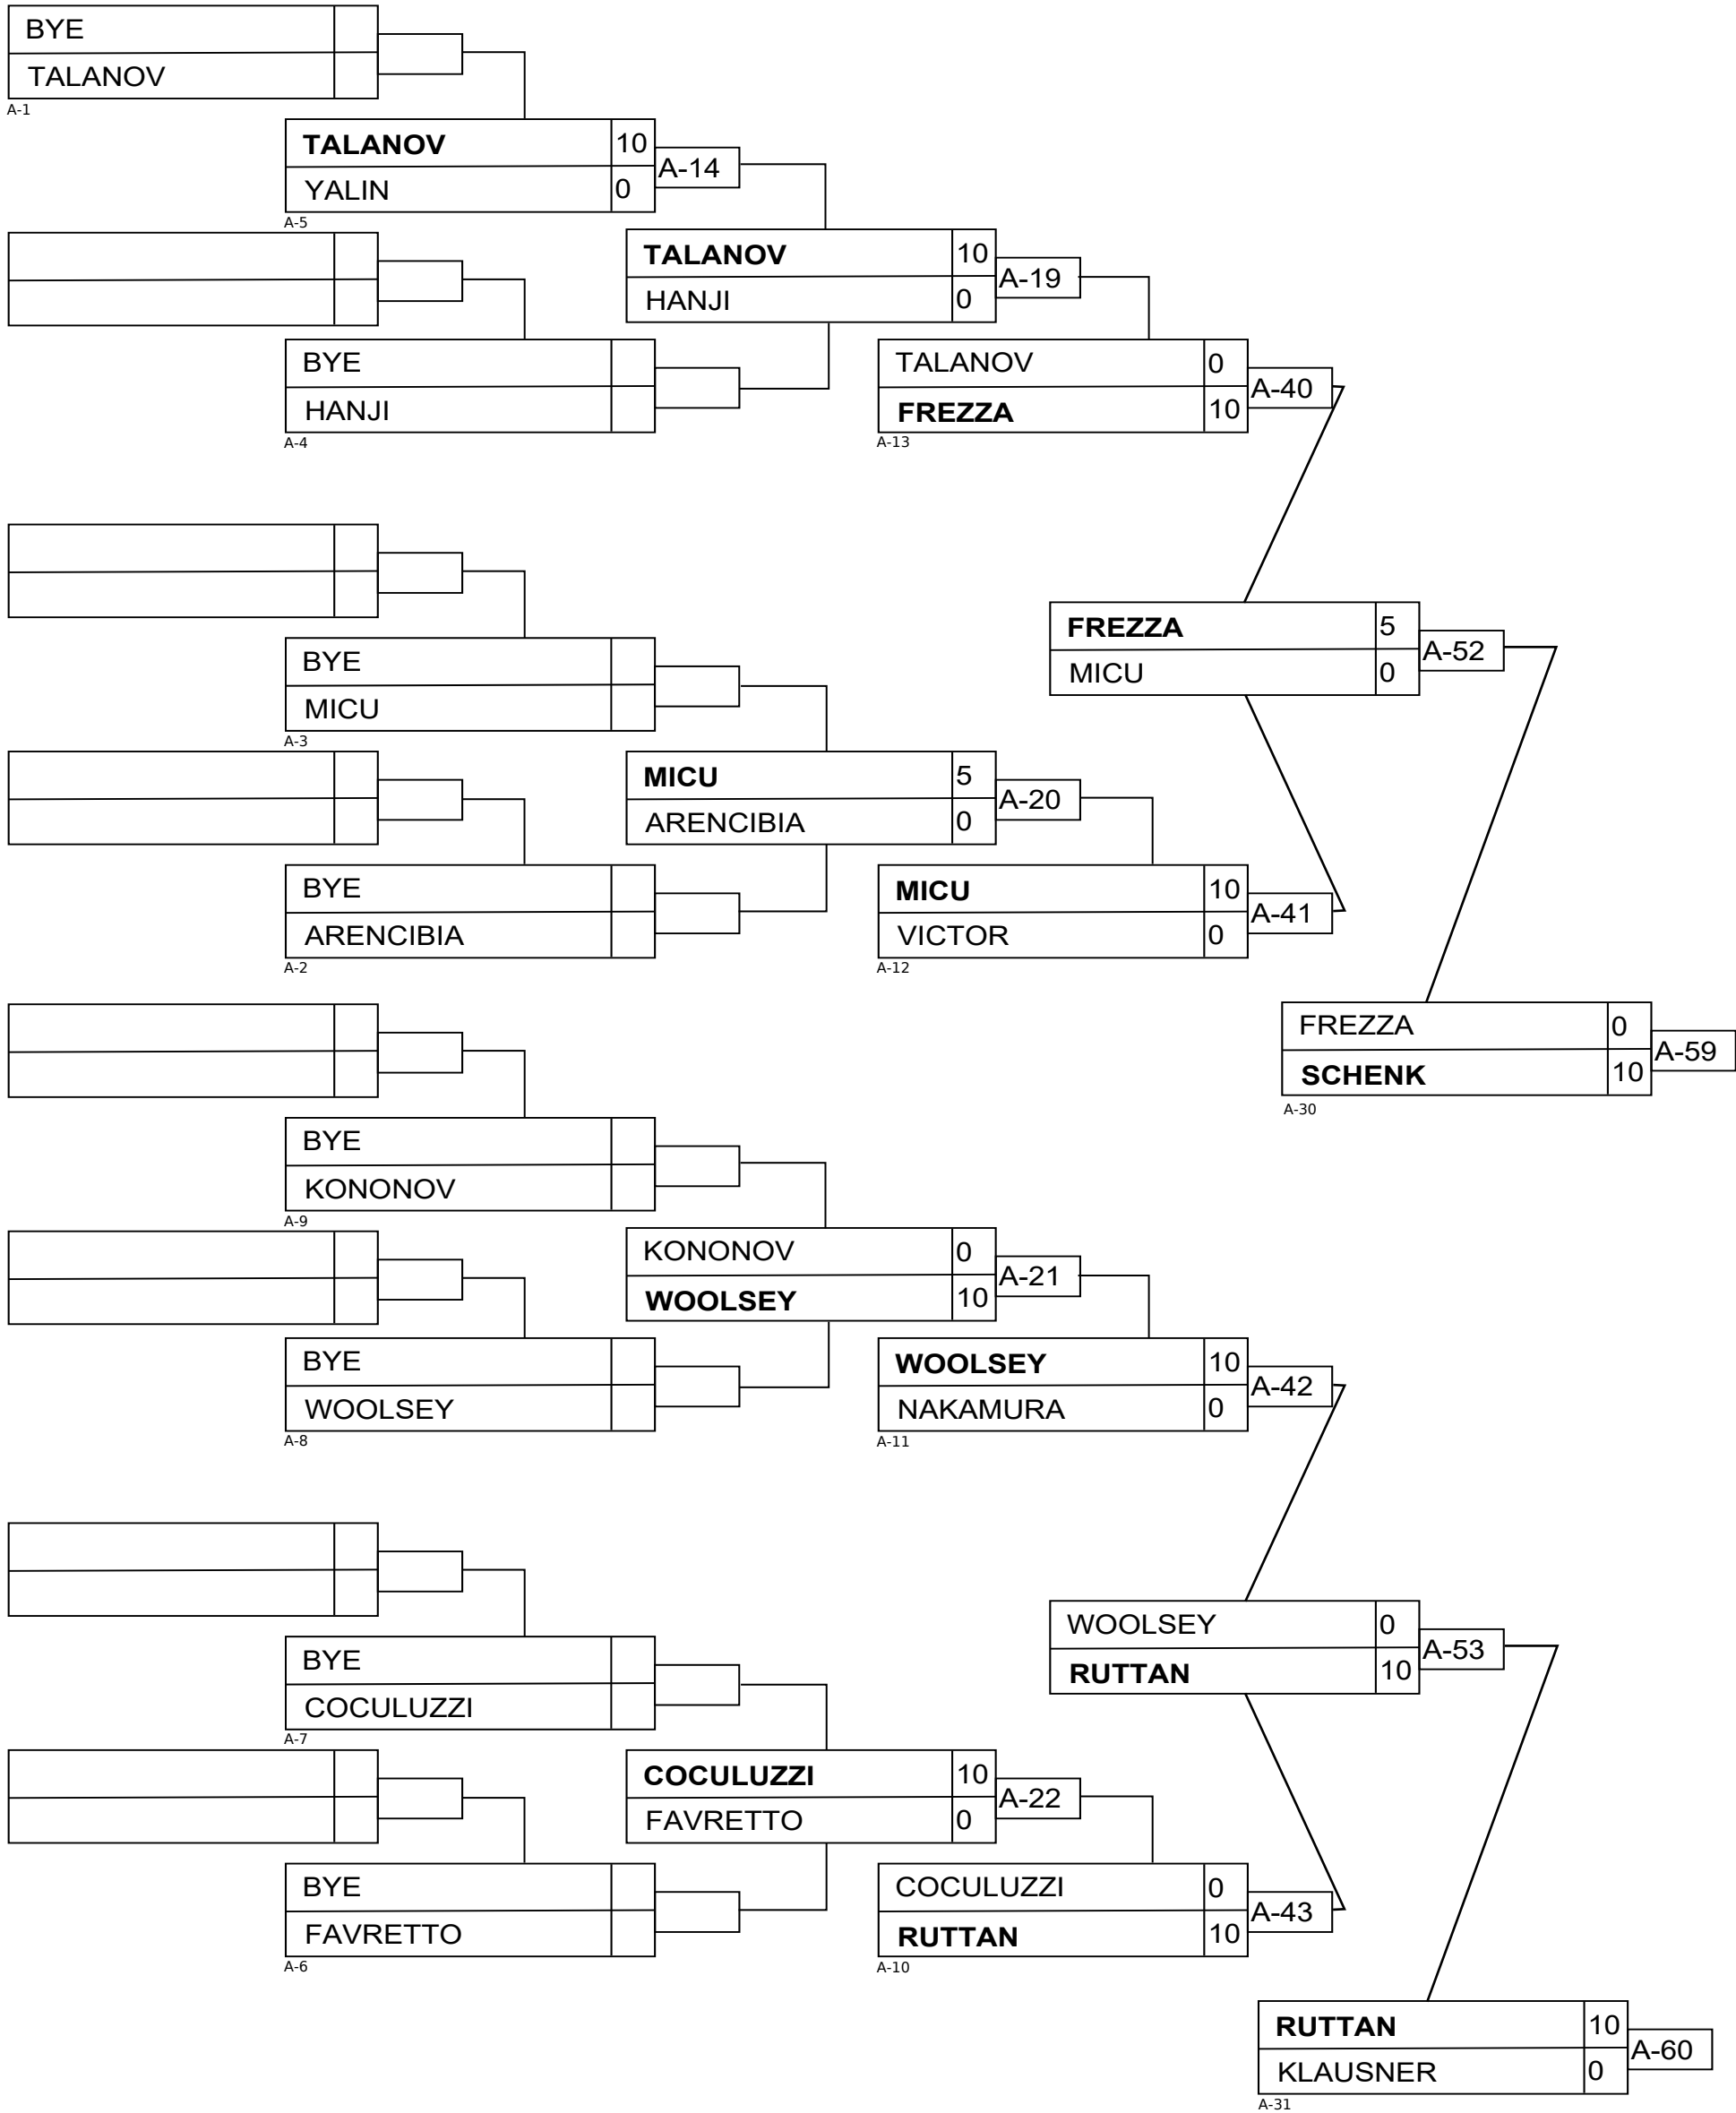 BYE
TALANOV
A-1
TALANOV 10
YALIN 0
A-14
A-5
TALANOV 10
HANJI 0
A-19
BYE
HANJI
A-4
TALANOV 0
FREZZA 10
A-40
A-13
FREZZA 5
MICU 0
A-52
BYE
MICU
A-3
MICU 5
ARENCIBIA 0
A-20
BYE
ARENCIBIA
A-2
MICU 10
VICTOR 0
A-41
A-12
FREZZA 0
SCHENK 10
A-59
A-30
BYE
KONONOV
A-9
KONONOV 0
WOOLSEY 10
A-21
BYE
WOOLSEY
A-8
WOOLSEY 10
NAKAMURA 0
A-42
A-11
WOOLSEY 0
RUTTAN 10
A-53
BYE
COCULUZZI
A-7
COCULUZZI 10
FAVRETTO 0
A-22
BYE
FAVRETTO
A-6
COCULUZZI 0
RUTTAN 10
A-43
A-10
RUTTAN 10
KLAUSNER 0
A-60
A-31